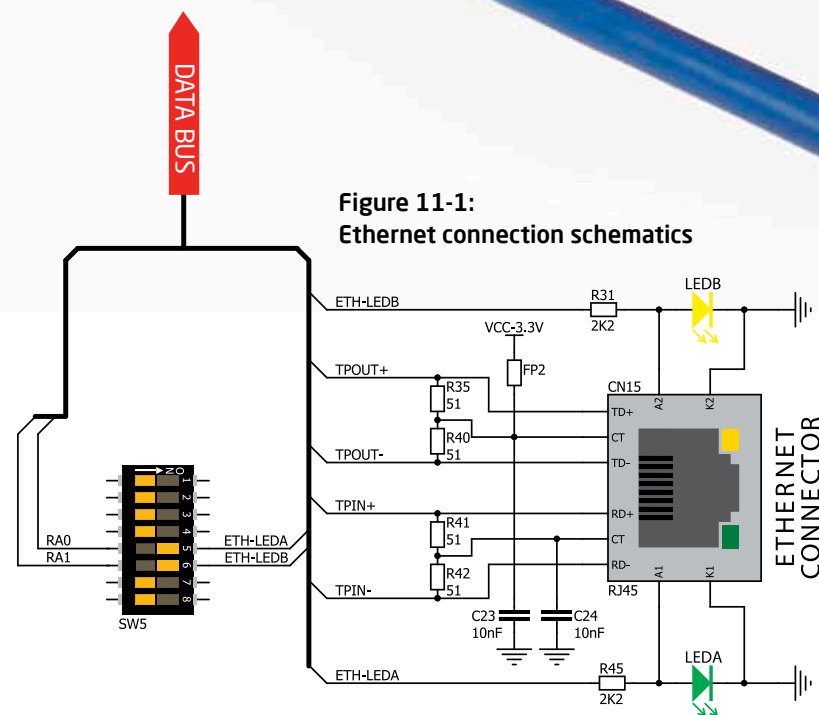 DATA BUS
Figure 11-1:
Ethernet connection schematics
LEDB
ETH-LEDB
R31
2K2
VCC-3.3V
FP2
TPOUT+
R35
51
CN15
A2
K2
TD+
CT
R40
51
TPOUT-
TD-
ETHERNET
CONNECTOR
O
N
1
2
3
4
5
6
7
8
TPIN+
RD+
R41
51
CT
RA0
ETH-LEDA
RA1
ETH-LEDB
R42
51
RD-
A1
K1
TPIN-
RJ45
C23
10nF
C24
10nF
SW5
LEDA
ETH-LEDA
R45
2K2